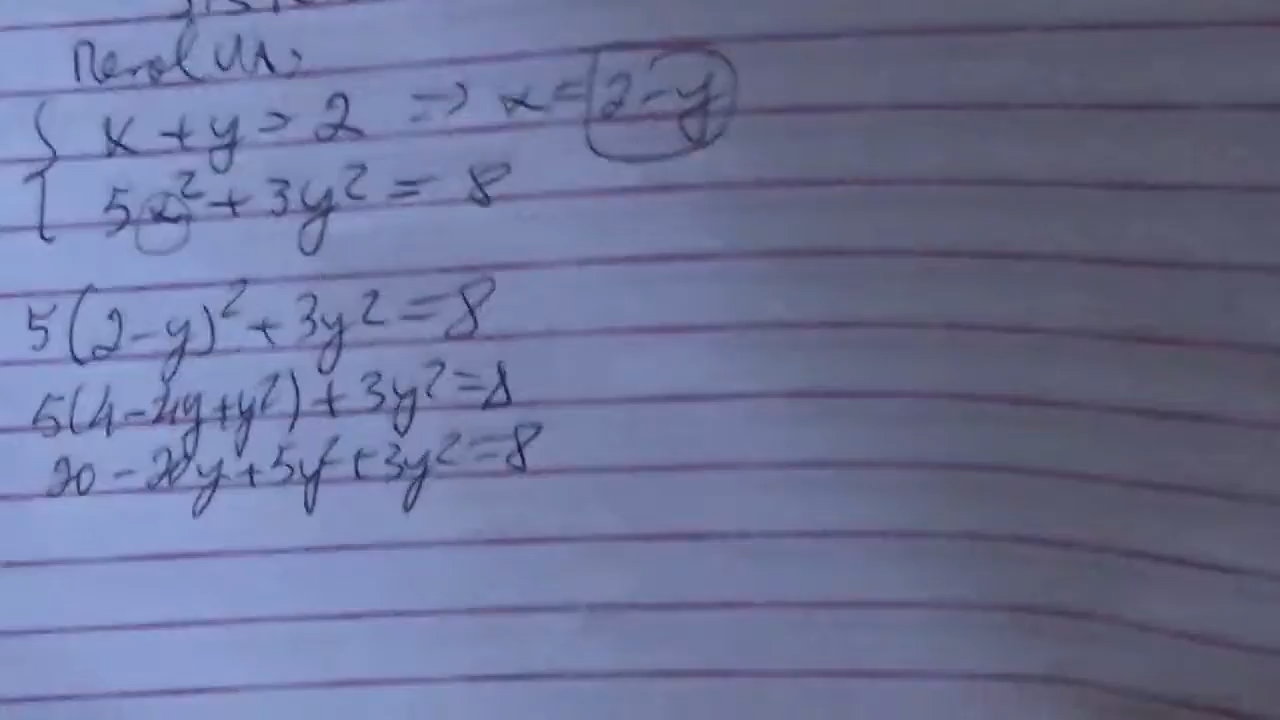 x + y = 2 => x = 2 - y
5x² + 3y² = 8
5(2-y)² + 3y² = 8
5(4-4y+y²) + 3y² = 8
20 - 20y + 5y² + 3y² = 8